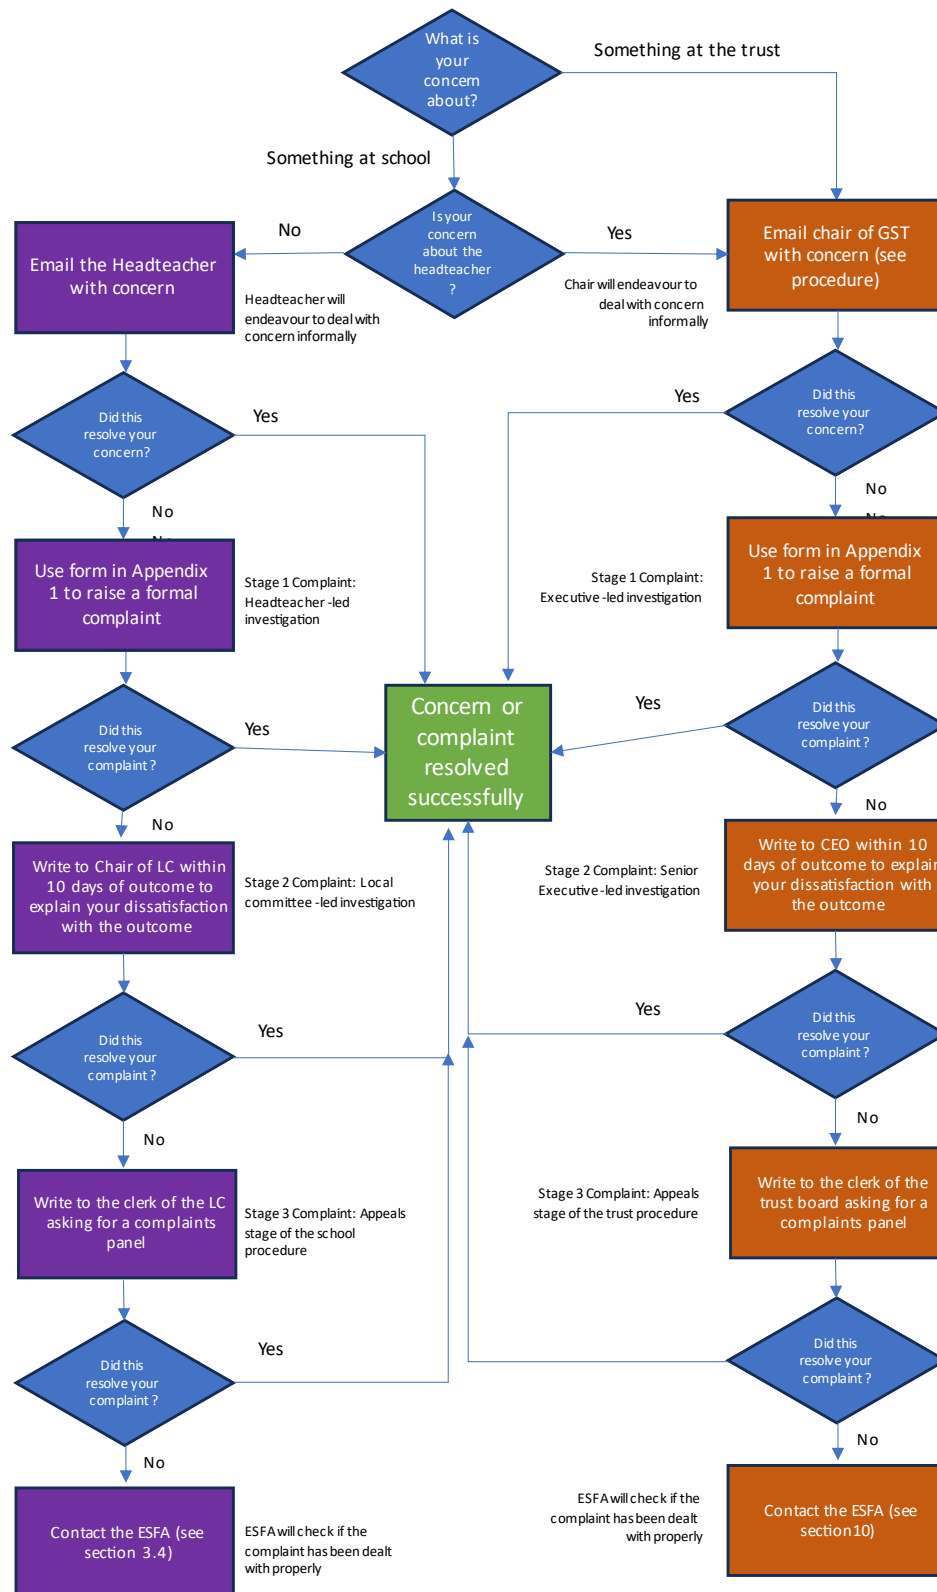 What is
your
concern
about?
Something at the trust
Something at school
Is your
concern
about the
headteacher
?
No
Yes
Email the Headteacher
with concern
Email chair of GST
with concern (see
procedure)
Headteacher will
endeavour to deal with
concern informally
Chair will endeavour to
deal with concern
informally
Did this
resolve your
concern?
Yes
Did this
resolve your
concern?
Yes
No
No
No
No
Use form in Appendix
1 to raise a formal
complaint
Stage 1 Complaint:
Headteacher -led
investigation
Stage 1 Complaint:
Executive -led investigation
Use form in Appendix
1 to raise a formal
complaint
Concern or
complaint
resolved
successfully
Did this
resolve your
complaint ?
Yes
Yes
Did this
resolve your
complaint ?
No
No
Write to Chair of LC within
10 days of outcome to
explain your dissatisfaction
with the outcome
Stage 2 Complaint: Local
committee -led investigation
Stage 2 Complaint: Senior
Executive -led investigation
Write to CEO within 10
days of outcome to explain
your dissatisfaction with
the outcome
Did this
resolve your
complaint ?
Yes
Yes
Did this
resolve your
complaint ?
No
No
Write to the clerk of the LC
asking for a complaints
panel
Stage 3 Complaint: Appeals
stage of the school
procedure
Stage 3 Complaint: Appeals
stage of the trust procedure
Write to the clerk of the
trust board asking for a
complaints panel
Did this
resolve your
complaint ?
Yes
Did this
resolve your
complaint ?
No
No
Contact the ESFA (see
section 3.4)
ESFA will check if the
complaint has been dealt
with properly
ESFA will check if the
complaint has been dealt
with properly
Contact the ESFA (see
section 10)